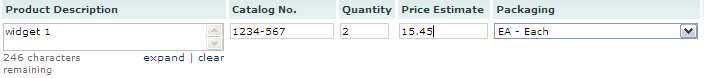 Product Description Catalog No. Quantity Price Estimate Packaging
widget 1 1234-567 2 15.45 EA - Each
246 characters remaining expand | clear